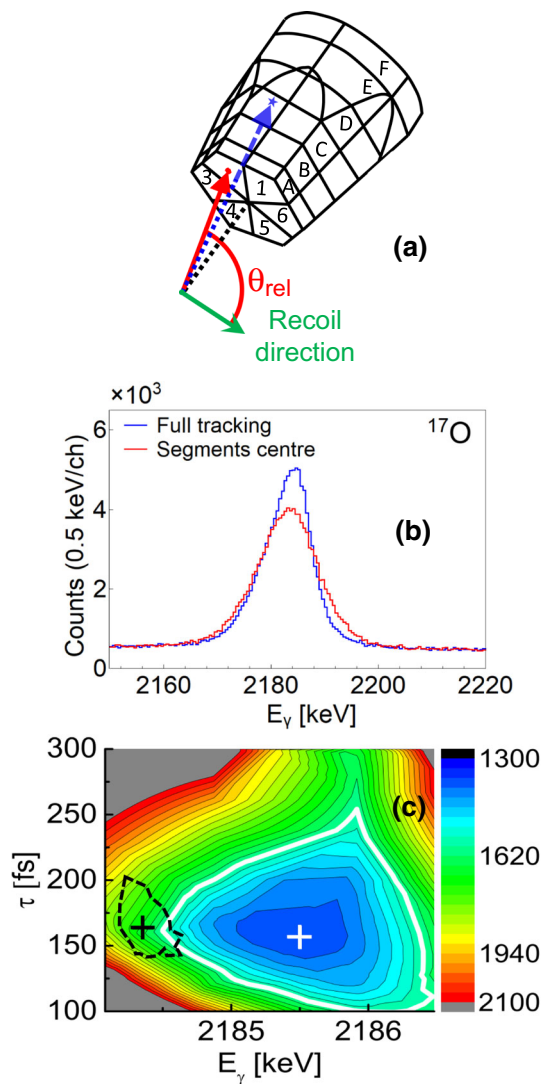 F
E
D
C
B
A
3
1
4
6
5
(a)
θrel
Recoil
direction
×10³
6
4
2
0
Counts (0.5 keV/ch)
Full tracking
Segments centre
¹⁷O
(b)
2160 2180 2200 2220
Eγ [keV]
300
250
200
150
100
τ [fs]
(c)
1300
1620
1940
2100
2185 2186
Eγ [keV]